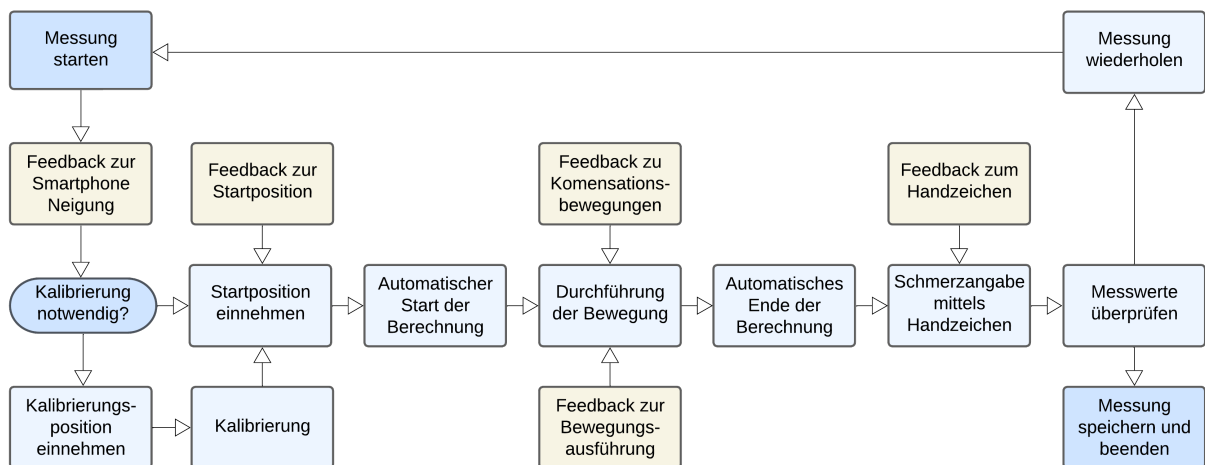 Messung
starten
Messung
wiederholen
Feedback zur
Smartphone
Neigung
Feedback zur
Startposition
Feedback zu
Komensations-
bewegungen
Feedback zum
Handzeichen
Kalibrierung
notwendig?
Startposition
einnehmen
Automatischer
Start der
Berechnung
Durchführung
der Bewegung
Automatisches
Ende der
Berechnung
Schmerzangabe
mittels
Handzeichen
Messwerte
überprüfen
Kalibrierungs-
position
einnehmen
Kalibrierung
Feedback zur
Bewegungs-
ausführung
Messung
speichern und
beenden